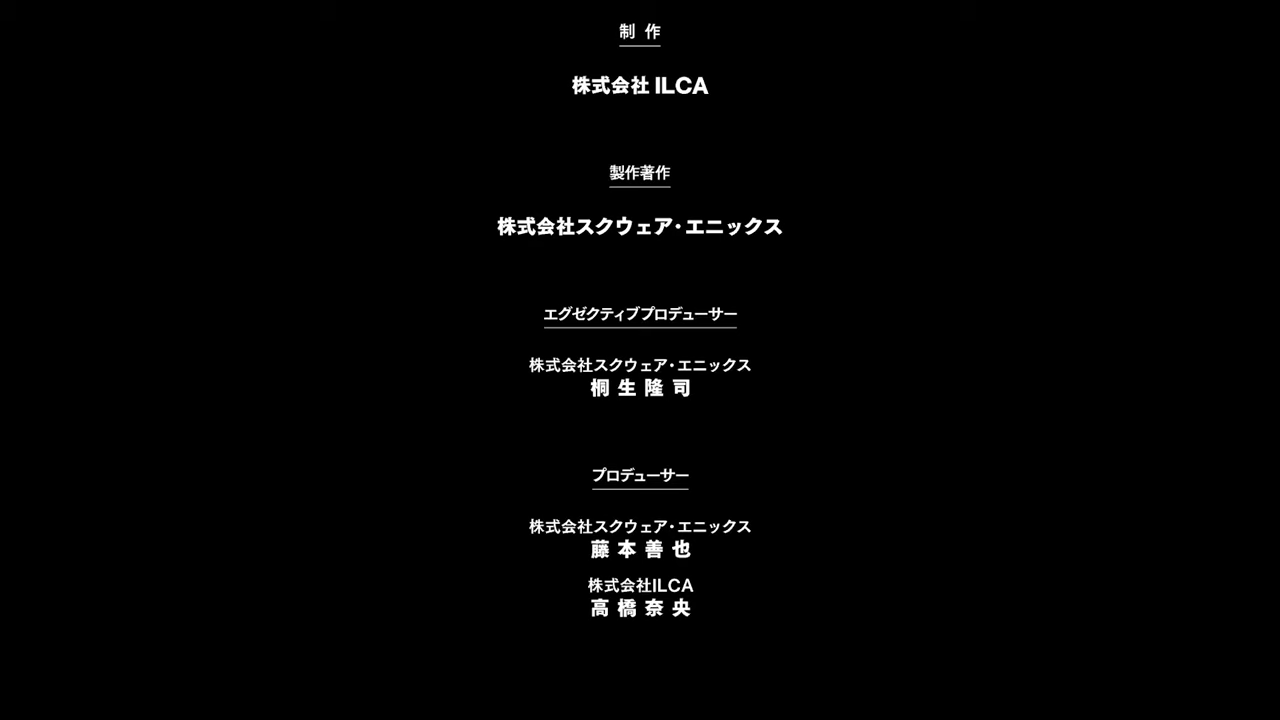 制 作
株式会社 ILCA
製作著作
株式会社スクウェア・エニックス
エグゼクティブプロデューサー
株式会社スクウェア・エニックス
桐 生 隆 司
プロデューサー
株式会社スクウェア・エニックス
藤 本 善 也
株式会社ILCA
高 橋 奈 央